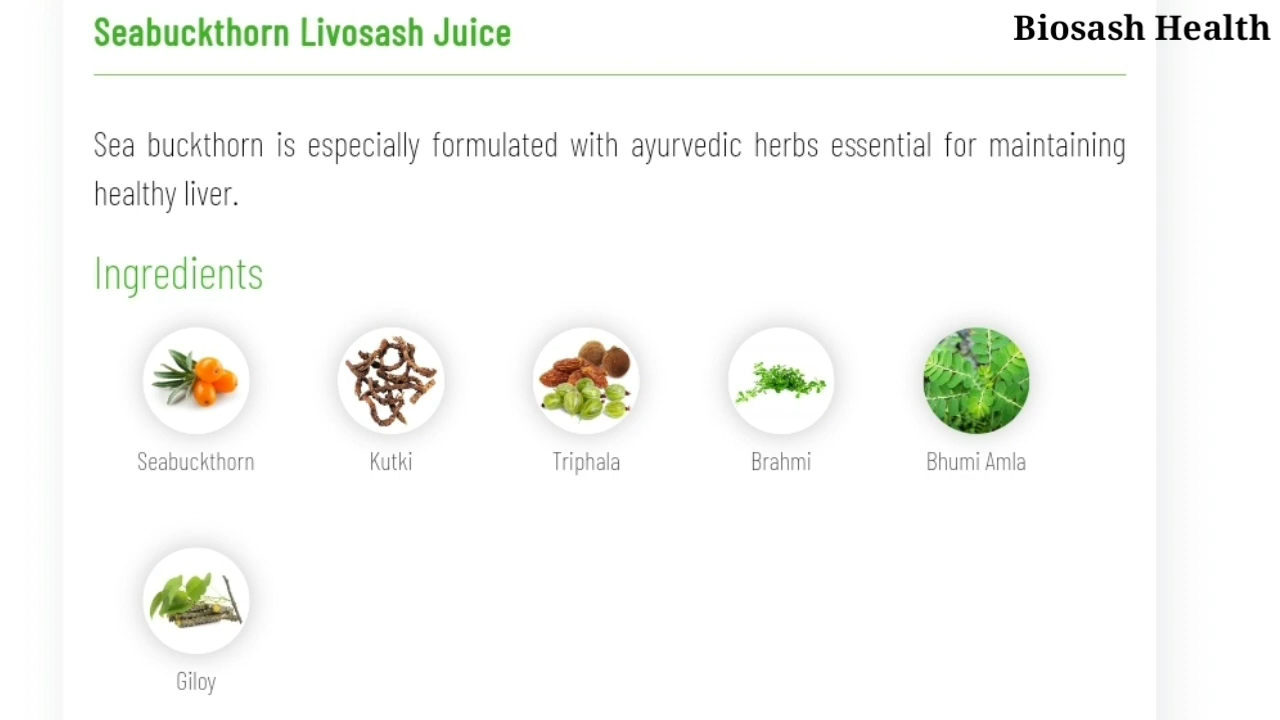 Seabuckthorn Livosash Juice
Biosash Health
Sea buckthorn is especially formulated with ayurvedic herbs essential for maintaining
healthy liver.
Ingredients
Seabuckthorn
Kutki
Triphala
Brahmi
Bhumi Amla
Giloy